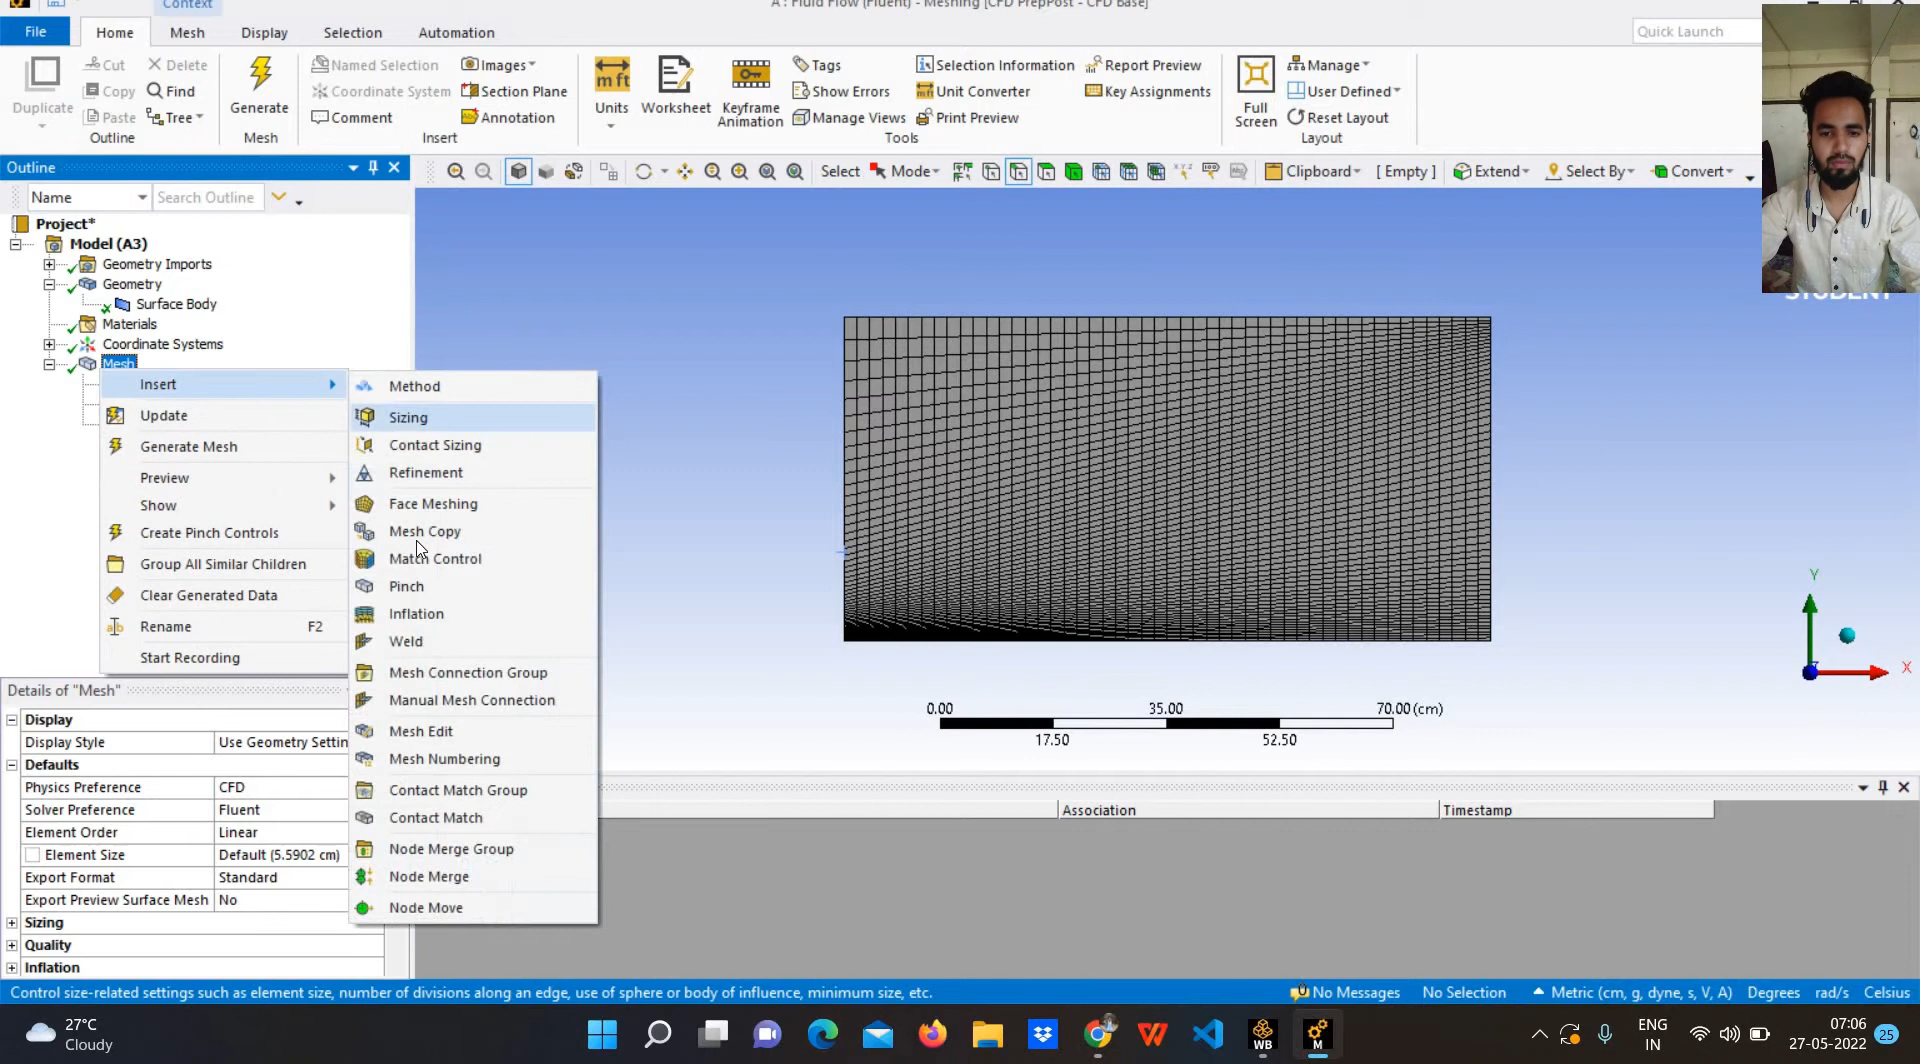 Context
A : Fluid Flow (Fluent) - Meshing [CFD PrepPost - CFD Base]
File Home Mesh Display Selection Automation
Quick Launch
Duplicate
Cut
Delete
Copy
Find
Paste
Tree
Outline
Generate
Mesh
Named Selection
Images
Coordinate System
Section Plane
Comment
Annotation
Insert
mft
Units
Worksheet
Keyframe
Animation
Tags
Selection Information
Report Preview
Show Errors
mft Unit Converter
Key Assignments
Manage Views
Print Preview
Tools
Full
Screen
Manage
User Defined
Reset Layout
Layout
Outline
Select Mode Clipboard [ Empty ] Extend Select By Convert
Name Search Outline
Project*
Model (A3)
Geometry Imports
Geometry
Surface Body
Materials
Coordinate Systems
Mesh
Insert
Update
Generate Mesh
Preview
Show
Create Pinch Controls
Group All Similar Children
Clear Generated Data
Rename F2
Start Recording
Method
Sizing
Contact Sizing
Refinement
Face Meshing
Mesh Copy
Match Control
Pinch
Inflation
Weld
Mesh Connection Group
Manual Mesh Connection
Mesh Edit
Mesh Numbering
Contact Match Group
Contact Match
Node Merge Group
Node Merge
Node Move
STUDENT
Y
X
0.00 35.00 70.00 (cm)
17.50 52.50
Details of "Mesh"
Display
Display Style Use Geometry Settin
Defaults
Physics Preference CFD
Solver Preference Fluent
Element Order Linear
Element Size Default (5.5902 cm)
Export Format Standard
Export Preview Surface Mesh No
Sizing
Quality
Inflation
Association Timestamp
Control size-related settings such as element size, number of divisions along an edge, use of sphere or body of influence, minimum size, etc.
No Messages No Selection Metric (cm, g, dyne, s, V, A) Degrees rad/s Celsius
27°C
Cloudy
WB
M
ENG
IN
07:06
27-05-2022
25